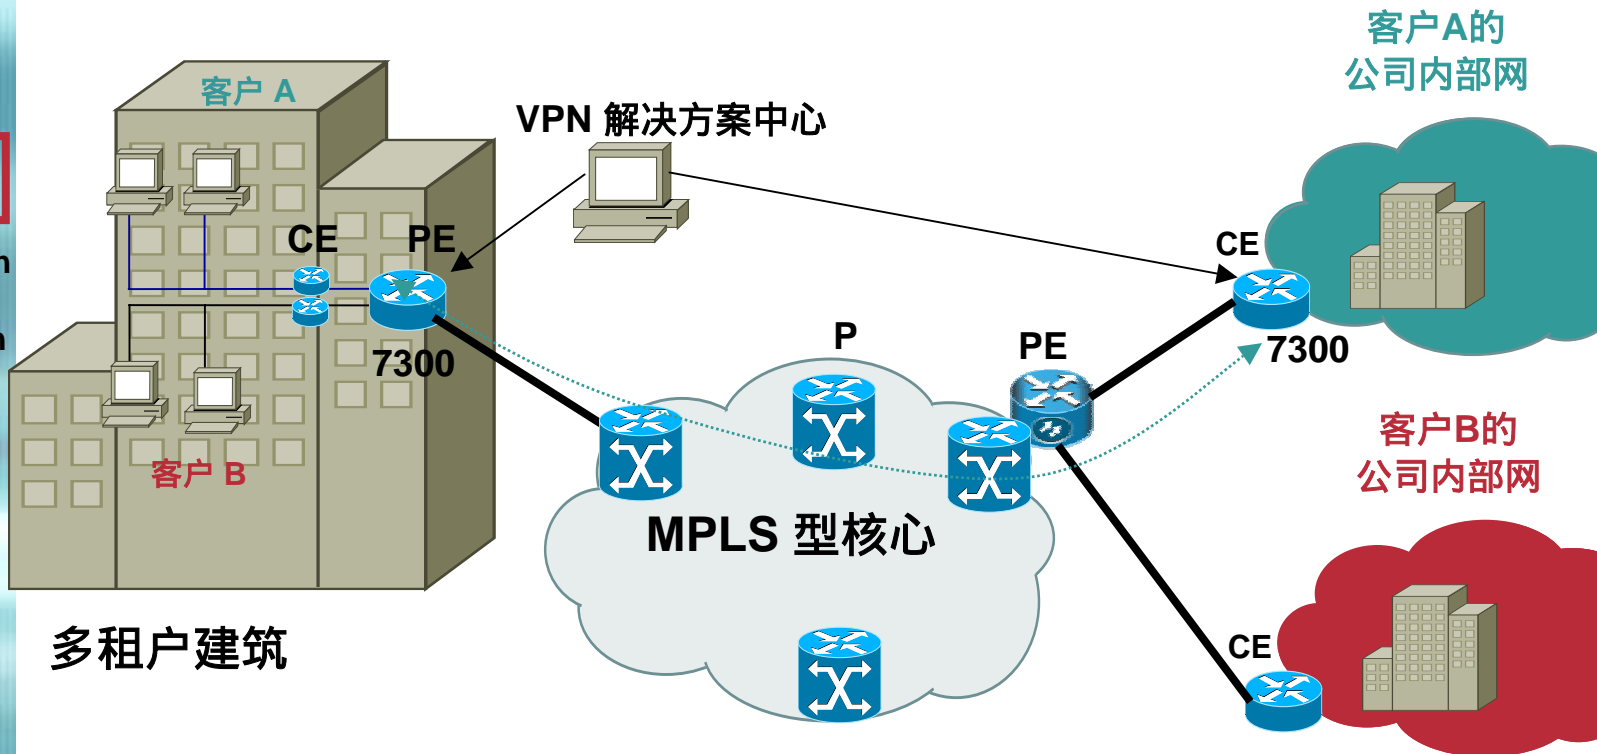 客户A的
公司内部网
客户 A
VPN 解决方案中心
CE
PE
CE
7300
P
PE
7300
客户B的
公司内部网
客户 B
MPLS 型核心
多租户建筑
CE